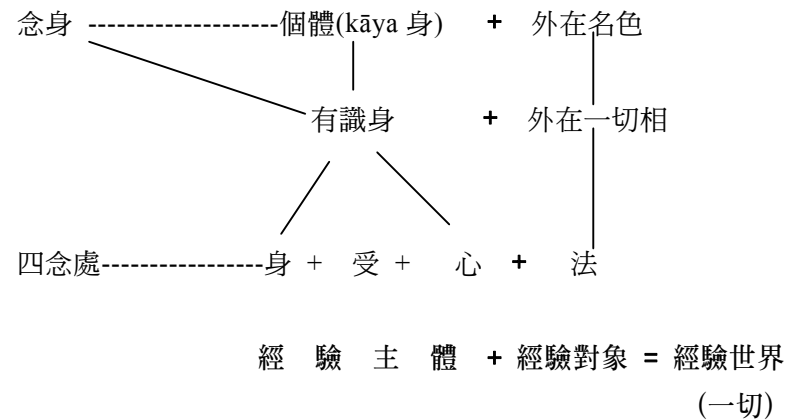 念身 --------------------個體(kāya 身) + 外在名色
有識身 + 外在一切相
四念處-----------------身 + 受 + 心 + 法
經 驗 主 體 + 經驗對象 = 經驗世界
(一切)